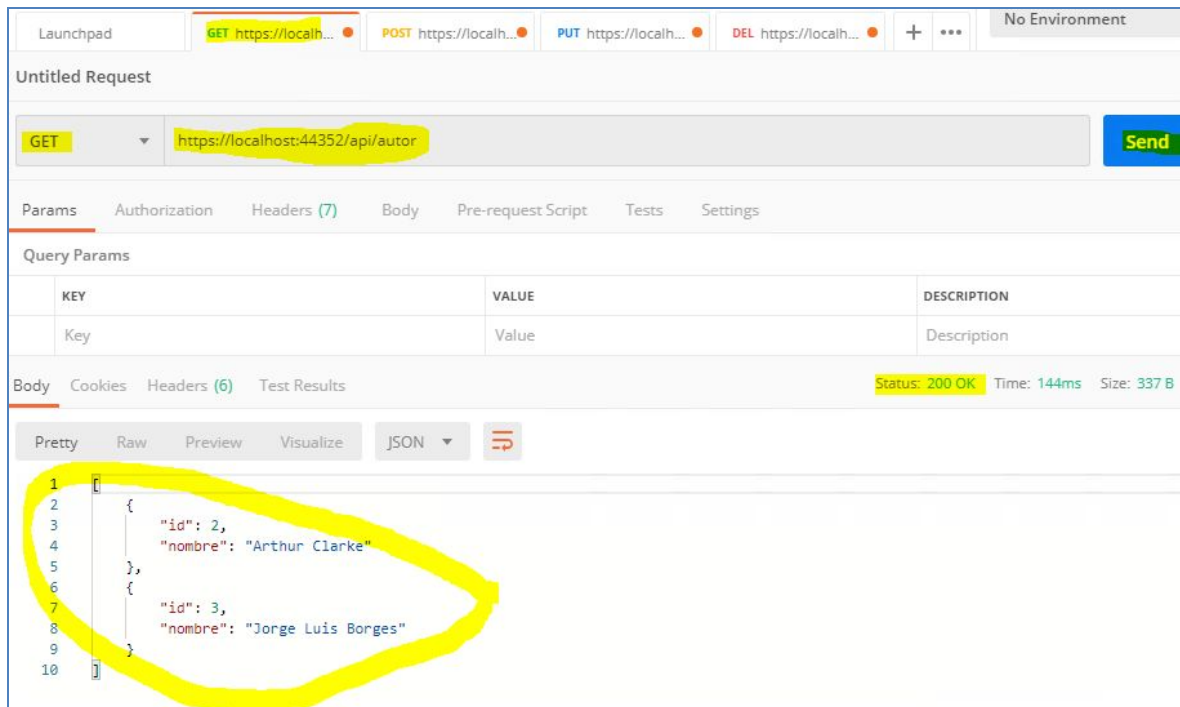 Launchpad GET https://localh... POST https://localh... PUT https://localh... DEL https://localh... + ••• No Environment
Untitled Request
GET https://localhost:44352/api/autor Send
Params Authorization Headers (7) Body Pre-request Script Tests Settings
Query Params
KEY VALUE DESCRIPTION
Key Value Description
Body Cookies Headers (6) Test Results Status: 200 OK Time: 144ms Size: 337 B
Pretty Raw Preview Visualize JSON
1 [
2 {
3 "id": 2,
4 "nombre": "Arthur Clarke"
5 },
6 {
7 "id": 3,
8 "nombre": "Jorge Luis Borges"
9 }
10 ]